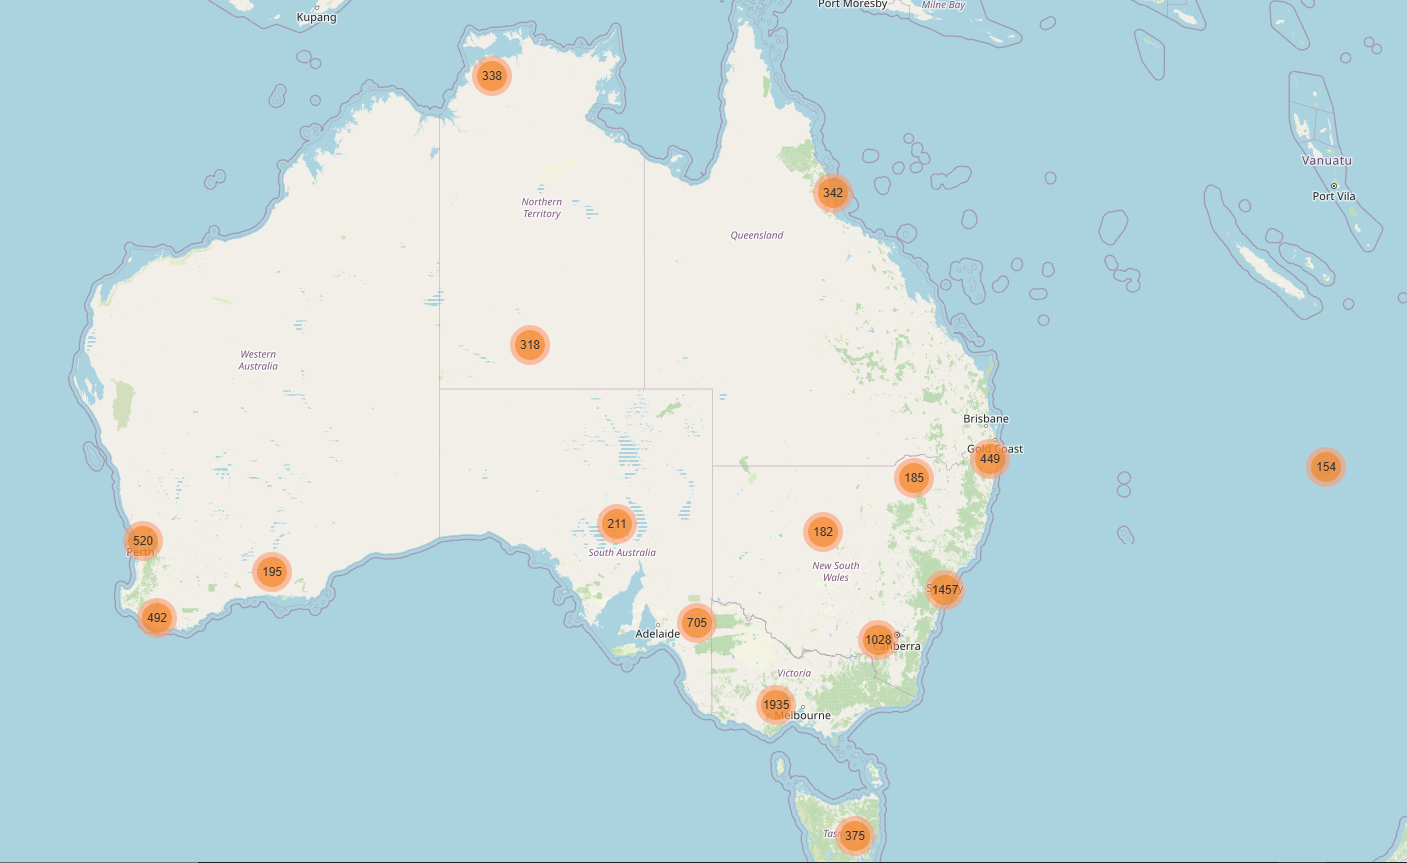 Kupang
Port Moresby
Milne Bay
338
Vanuatu
342
Port Vila
Northern
Territory
Queensland
318
Western
Australia
Brisbane
Gold Coast
449
154
185
211
182
520
Perth
South Australia
195
New South
Wales
1457
492
705
Adelaide
1028
Canberra
Victoria
1935
Melbourne
375